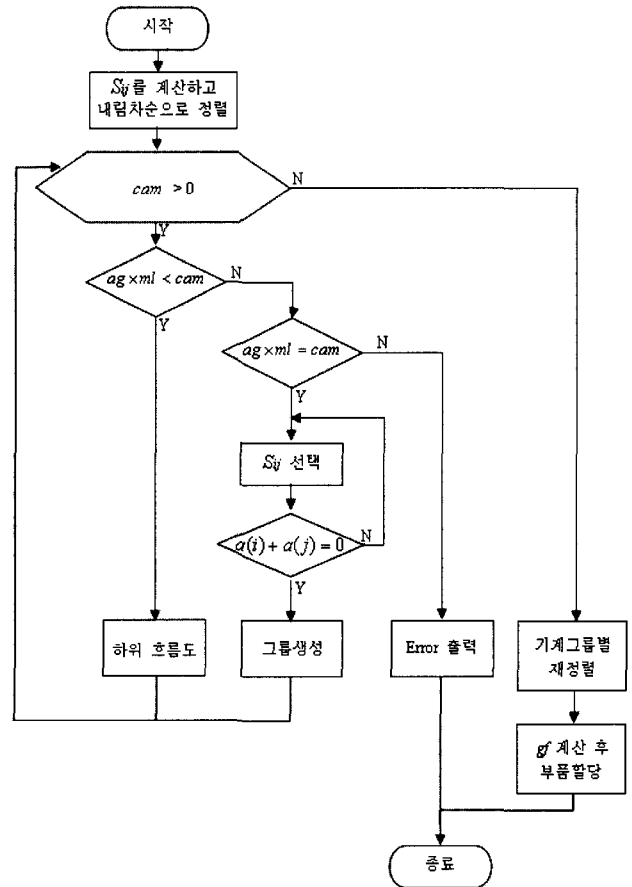 시작
Sij를 계산하고
내림차순으로 정렬
cam > 0
N
Y
ag×ml < cam
N
Y
ag×ml = cam
N
Y
Sij 선택
a(i) + a(j) = 0
N
Y
하위 흐름도
그룹생성
Error 출력
기계그룹별
재정렬
gf 계산 후
부품할당
종료